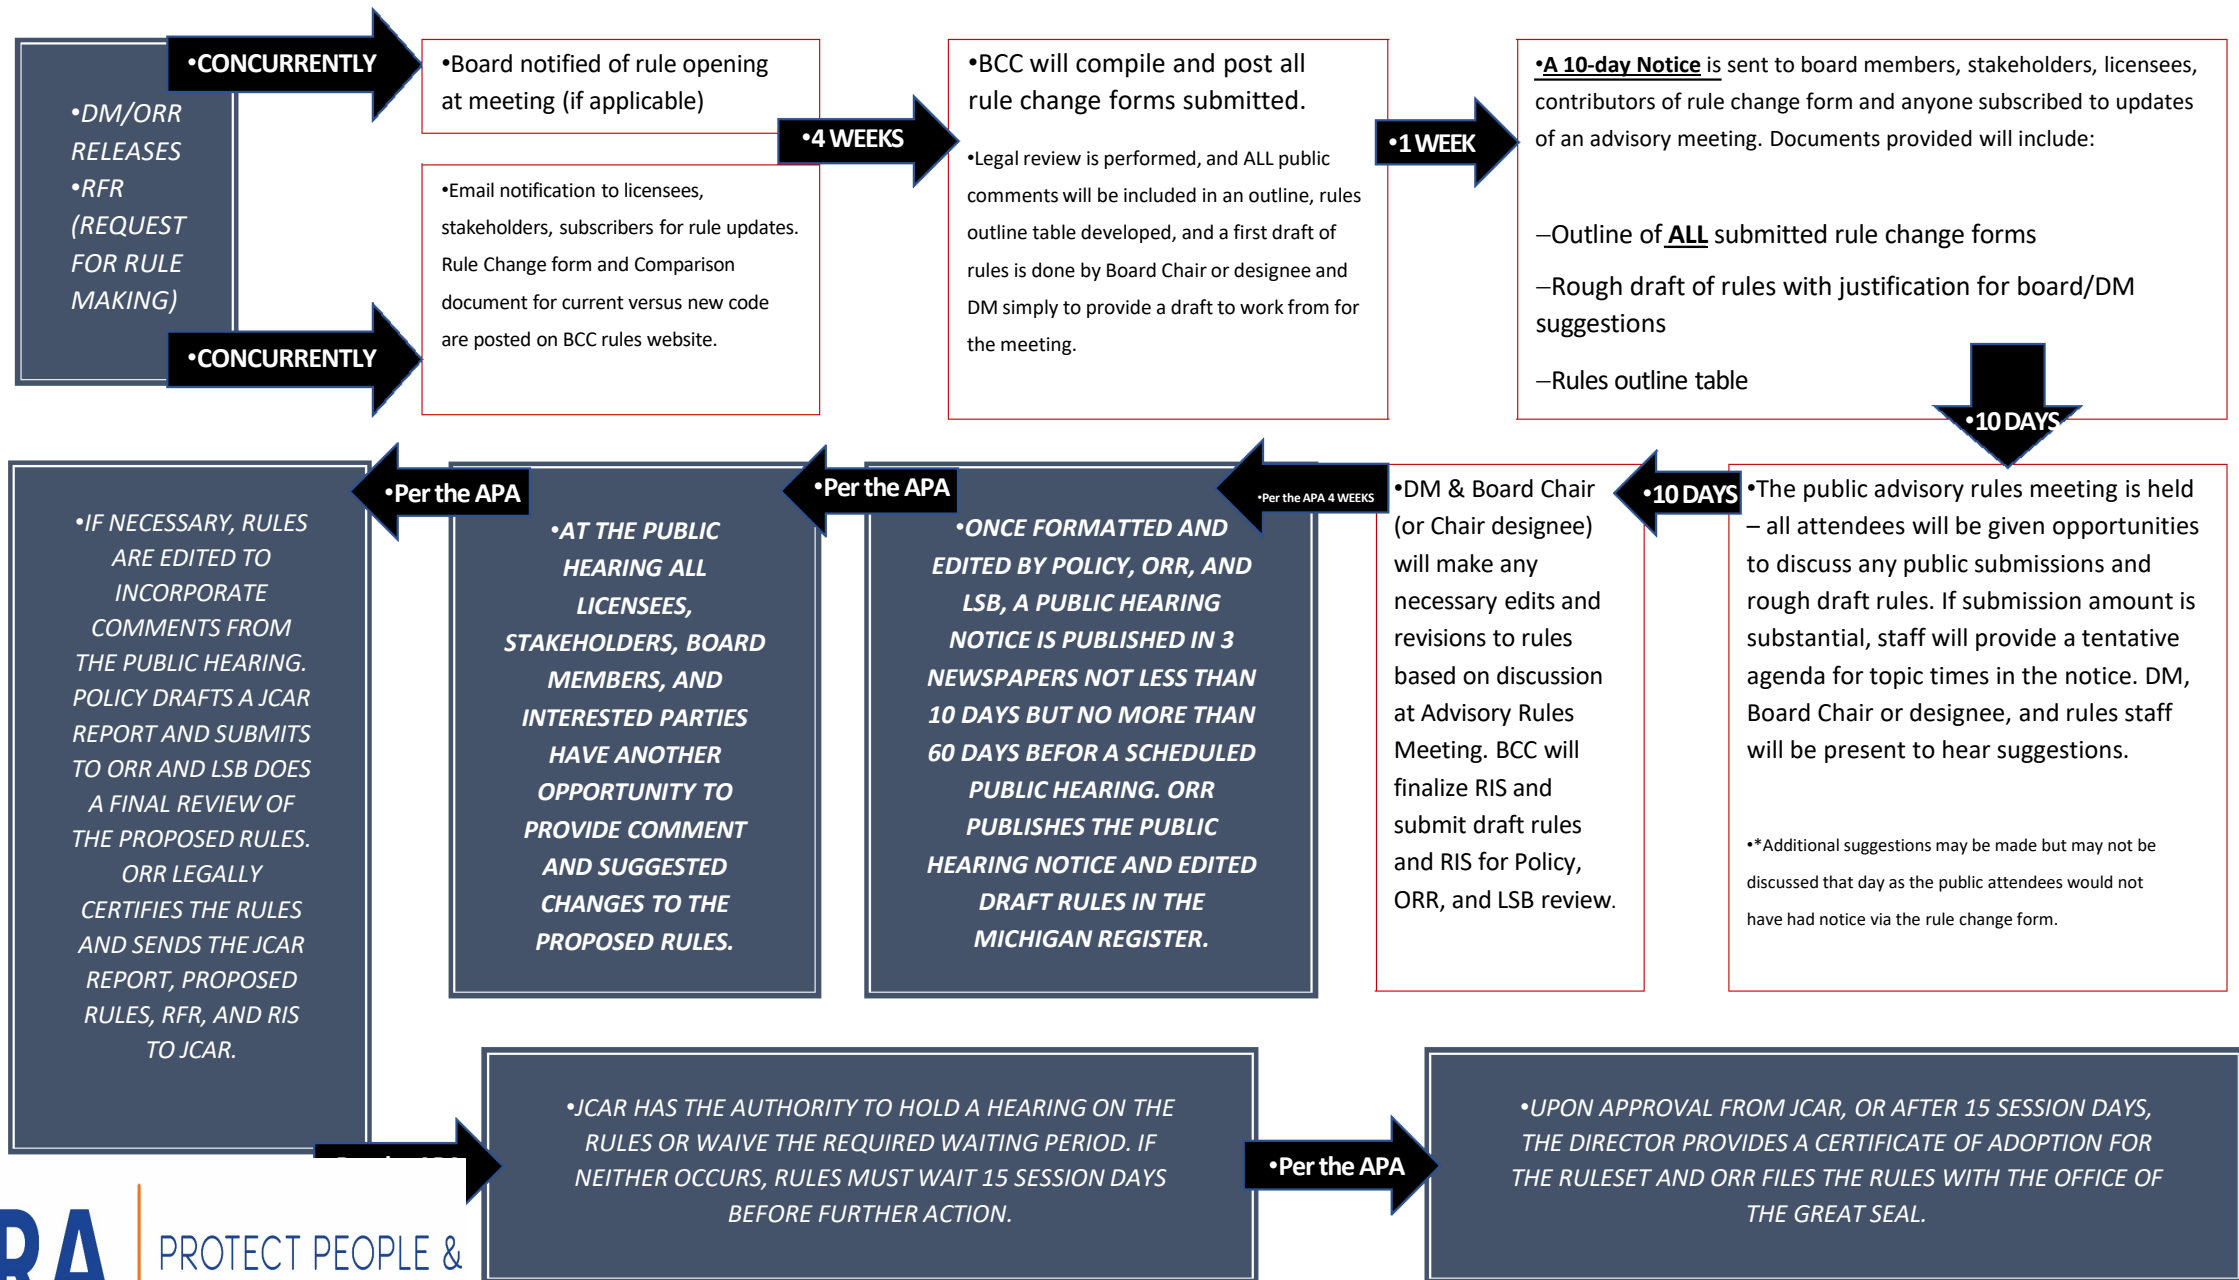 •DM/ORR
RELEASES
•RFR
(REQUEST
FOR RULE
MAKING)
•CONCURRENTLY
•CONCURRENTLY
•Board notified of rule opening
at meeting (if applicable)
•Email notification to licensees,
stakeholders, subscribers for rule updates.
Rule Change form and Comparison
document for current versus new code
are posted on BCC rules website.
•4 WEEKS
•BCC will compile and post all
rule change forms submitted.
•Legal review is performed, and ALL public
comments will be included in an outline, rules
outline table developed, and a first draft of
rules is done by Board Chair or designee and
DM simply to provide a draft to work from for
the meeting.
•1 WEEK
•A 10-day Notice is sent to board members, stakeholders, licensees,
contributors of rule change form and anyone subscribed to updates
of an advisory meeting. Documents provided will include:
–Outline of ALL submitted rule change forms
–Rough draft of rules with justification for board/DM
suggestions
–Rules outline table
•10 DAYS
•The public advisory rules meeting is held
– all attendees will be given opportunities
to discuss any public submissions and
rough draft rules. If submission amount is
substantial, staff will provide a tentative
agenda for topic times in the notice. DM,
Board Chair or designee, and rules staff
will be present to hear suggestions.
•*Additional suggestions may be made but may not be
discussed that day as the public attendees would not
have had notice via the rule change form.
•10 DAYS
•DM & Board Chair
(or Chair designee)
will make any
necessary edits and
revisions to rules
based on discussion
at Advisory Rules
Meeting. BCC will
finalize RIS and
submit draft rules
and RIS for Policy,
ORR, and LSB review.
•Per the APA 4 WEEKS
•ONCE FORMATTED AND
EDITED BY POLICY, ORR, AND
LSB, A PUBLIC HEARING
NOTICE IS PUBLISHED IN 3
NEWSPAPERS NOT LESS THAN
10 DAYS BUT NO MORE THAN
60 DAYS BEFOR A SCHEDULED
PUBLIC HEARING. ORR
PUBLISHES THE PUBLIC
HEARING NOTICE AND EDITED
DRAFT RULES IN THE
MICHIGAN REGISTER.
•Per the APA
•AT THE PUBLIC
HEARING ALL
LICENSEES,
STAKEHOLDERS, BOARD
MEMBERS, AND
INTERESTED PARTIES
HAVE ANOTHER
OPPORTUNITY TO
PROVIDE COMMENT
AND SUGGESTED
CHANGES TO THE
PROPOSED RULES.
•Per the APA
•IF NECESSARY, RULES
ARE EDITED TO
INCORPORATE
COMMENTS FROM
THE PUBLIC HEARING.
POLICY DRAFTS A JCAR
REPORT AND SUBMITS
TO ORR AND LSB DOES
A FINAL REVIEW OF
THE PROPOSED RULES.
ORR LEGALLY
CERTIFIES THE RULES
AND SENDS THE JCAR
REPORT, PROPOSED
RULES, RFR, AND RIS
TO JCAR.
•JCAR HAS THE AUTHORITY TO HOLD A HEARING ON THE
RULES OR WAIVE THE REQUIRED WAITING PERIOD. IF
NEITHER OCCURS, RULES MUST WAIT 15 SESSION DAYS
BEFORE FURTHER ACTION.
•Per the APA
•UPON APPROVAL FROM JCAR, OR AFTER 15 SESSION DAYS,
THE DIRECTOR PROVIDES A CERTIFICATE OF ADOPTION FOR
THE RULESET AND ORR FILES THE RULES WITH THE OFFICE OF
THE GREAT SEAL.
RA
PROTECT PEOPLE &